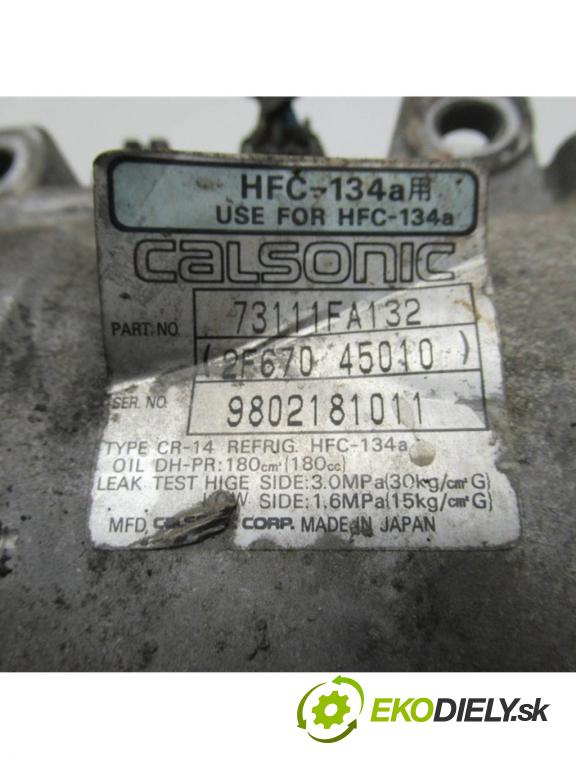 HFC-134a用
USE FOR HFC-134a
CALSONIC
PART NO. 73111FA132
(2F670 45010)
SER. NO. 9802181011
TYPE CR-14 REFRIG. HFC-134a
OIL DH-PR:180cm³(180cc)
LEAK TEST HIGE SIDE:3.0MPa(30kg/cm²G)
LOW SIDE:1.6MPa(15kg/cm²G)
MFD. CALSONIC CORP. MADE IN JAPAN
EKODIELY.sk